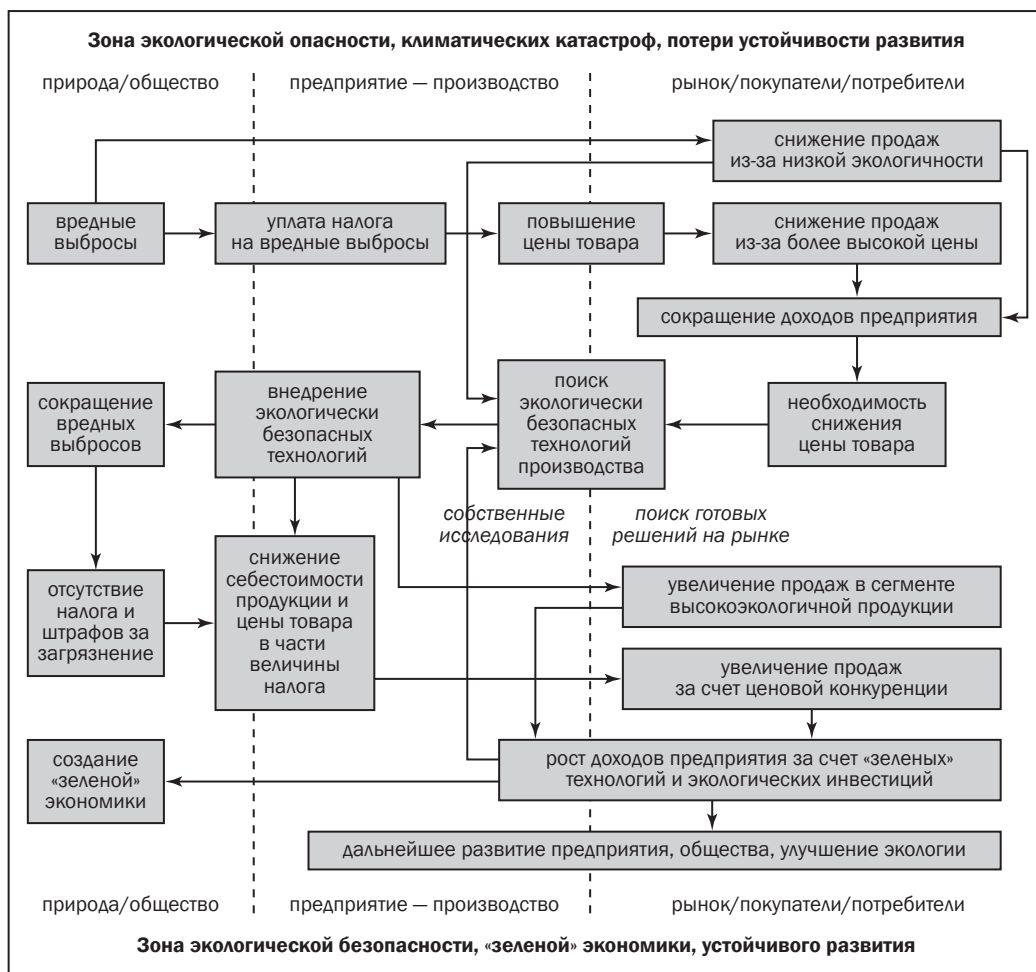 Зона экологической опасности, климатических катастроф, потери устойчивости развития
природа/общество
предприятие — производство
рынок/покупатели/потребители
снижение продаж
из-за низкой экологичности
вредные
выбросы
уплата налога
на вредные выбросы
повышение
цены товара
снижение продаж
из-за более высокой цены
сокращение доходов предприятия
сокращение
вредных
выбросов
внедрение
экологически
безопасных
технологий
поиск
экологически
безопасных
технологий
производства
необходимость
снижения
цены товара
собственные
исследования
поиск готовых
решений на рынке
отсутствие
налога и
штрафов за
загрязнение
снижение
себестоимости
продукции и
цены товара
в части
величины
налога
увеличение продаж в сегменте
высокоэкологичной продукции
увеличение продаж
за счет ценовой конкуренции
создание
«зеленой»
экономики
рост доходов предприятия за счет «зеленых»
технологий и экологических инвестиций
дальнейшее развитие предприятия, общества, улучшение экологии
природа/общество
предприятие — производство
рынок/покупатели/потребители
Зона экологической безопасности, «зеленой» экономики, устойчивого развития